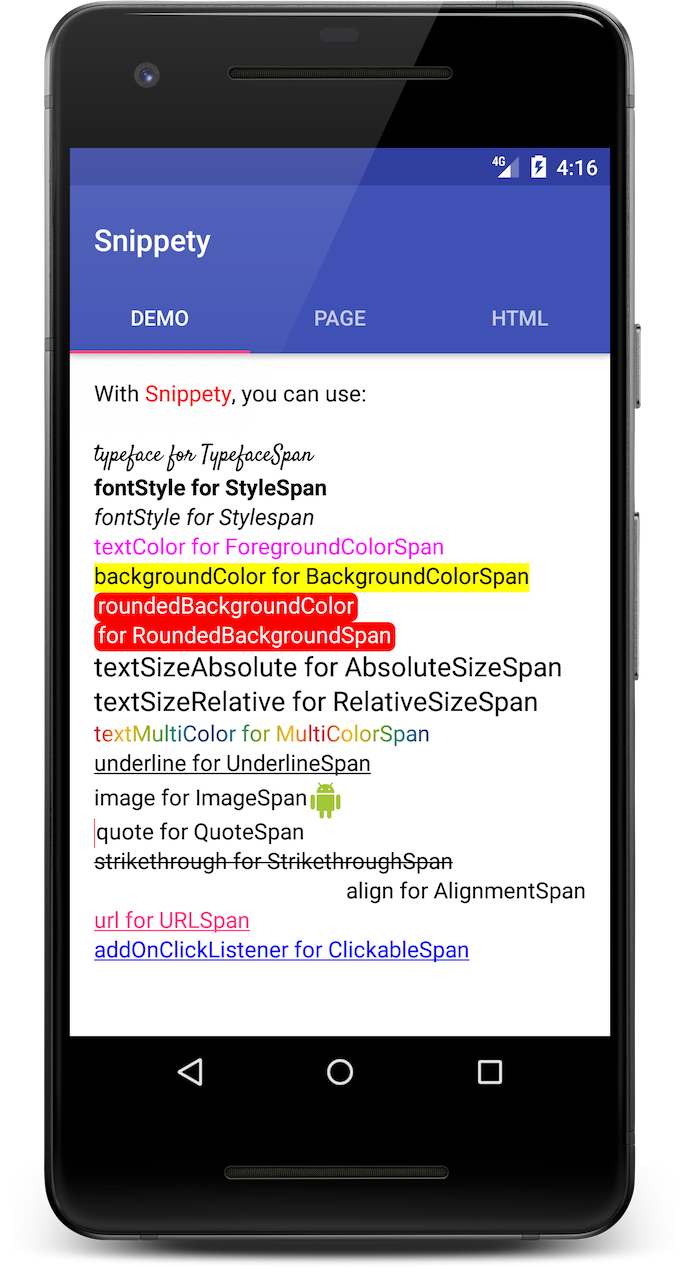 4G 4:16
Snippety
DEMO PAGE HTML
With Snippety, you can use:
typeface for TypefaceSpan
fontStyle for StyleSpan
fontStyle for Stylespan
textColor for ForegroundColorSpan
backgroundColor for BackgroundColorSpan
roundedBackgroundColor
for RoundedBackgroundSpan
textSizeAbsolute for AbsoluteSizeSpan
textSizeRelative for RelativeSizeSpan
textMultiColor for MultiColorSpan
underline for UnderlineSpan
image for ImageSpan
quote for QuoteSpan
strikethrough for StrikethroughSpan
align for AlignmentSpan
url for URLSpan
addOnClickListener for ClickableSpan